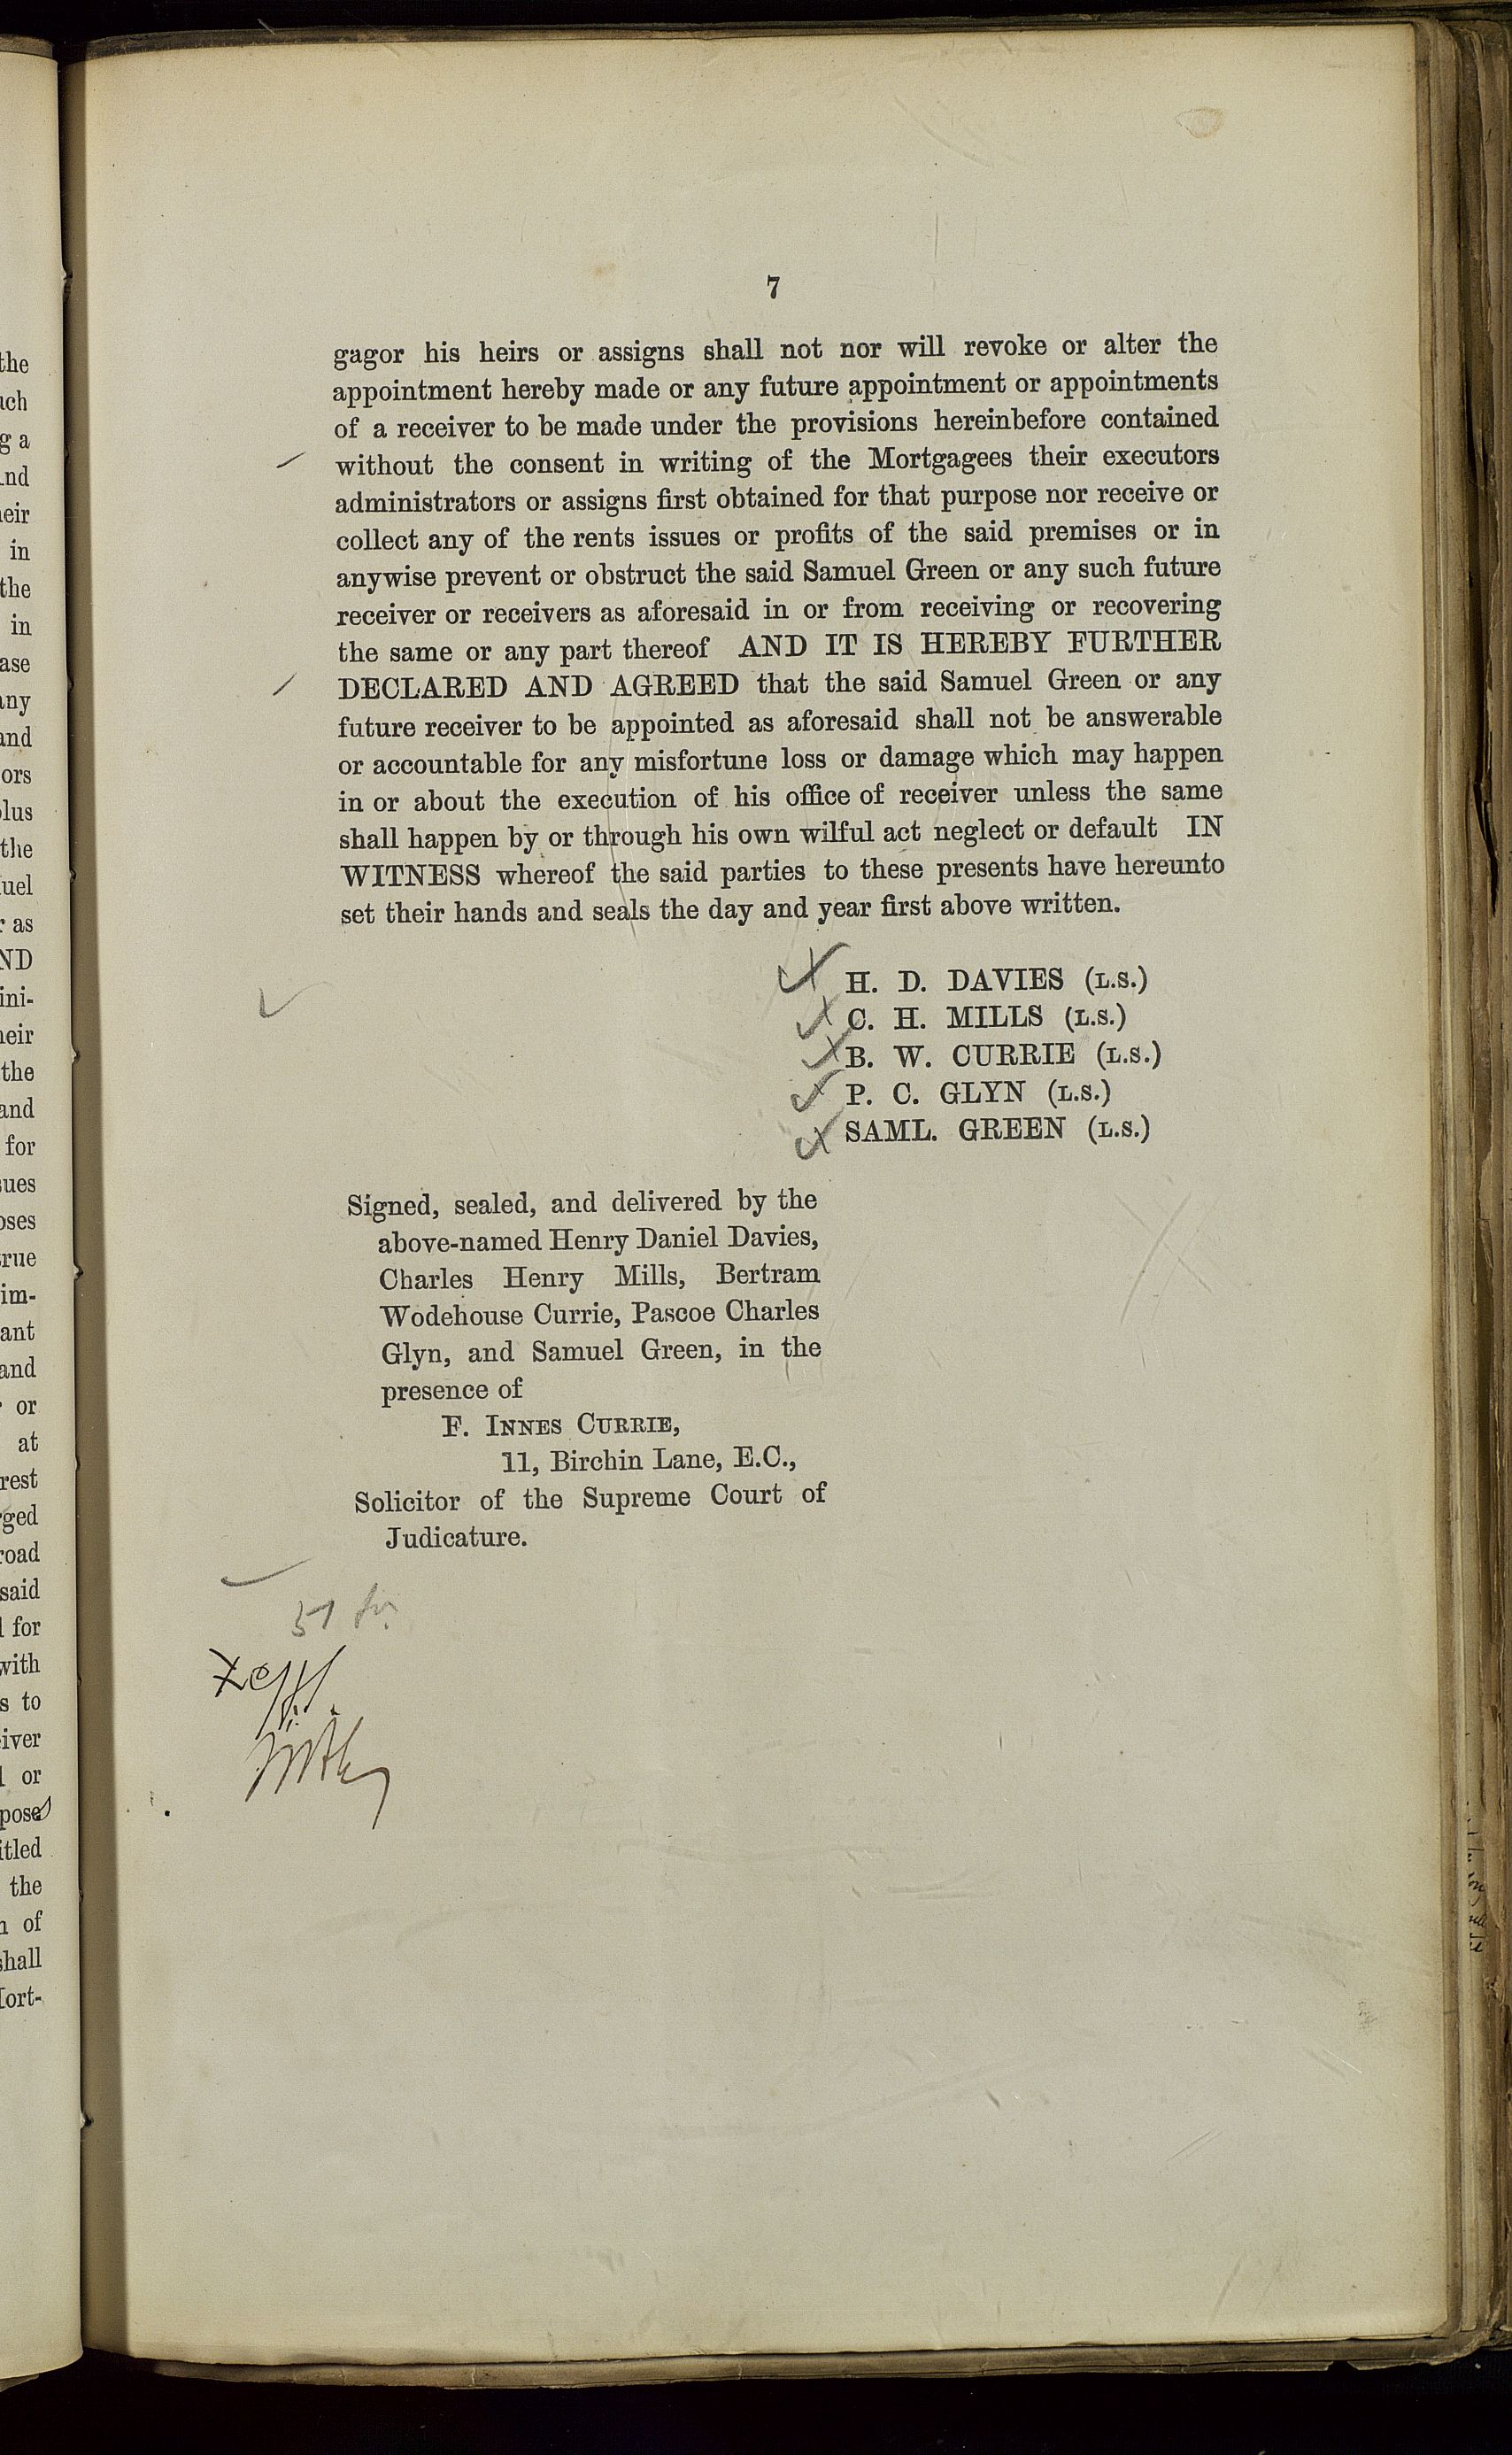 7
gagor his heirs or assigns shall not nor will revoke or alter the
appointment hereby made or any future appointment or appointments
of a receiver to be made under the provisions hereinbefore contained
without the consent in writing of the Mortgagees their executors
administrators or assigns first obtained for that purpose nor receive or
collect any of the rents issues or profits of the said premises or in
anywise prevent or obstruct the said Samuel Green or any such future
receiver or receivers as aforesaid in or from receiving or recovering
the same or any part thereof AND IT IS HEREBY FURTHER
DECLARED AND AGREED that the said Samuel Green or any
future receiver to be appointed as aforesaid shall not be answerable
or accountable for any misfortune loss or damage which may happen
in or about the execution of his office of receiver unless the same
shall happen by or through his own wilful act neglect or default IN
WITNESS whereof the said parties to these presents have hereunto
set their hands and seals the day and year first above written.
H. D. DAVIES (L.S.)
C. H. MILLS (L.S.)
B. W. CURRIE (L.S.)
P. C. GLYN (L.S.)
SAML. GREEN (L.S.)
Signed, sealed, and delivered by the
above-named Henry Daniel Davies,
Charles Henry Mills, Bertram
Wodehouse Currie, Pascoe Charles
Glyn, and Samuel Green, in the
presence of
F. INNES CURRIE,
11, Birchin Lane, E.C.,
Solicitor of the Supreme Court of
Judicature.